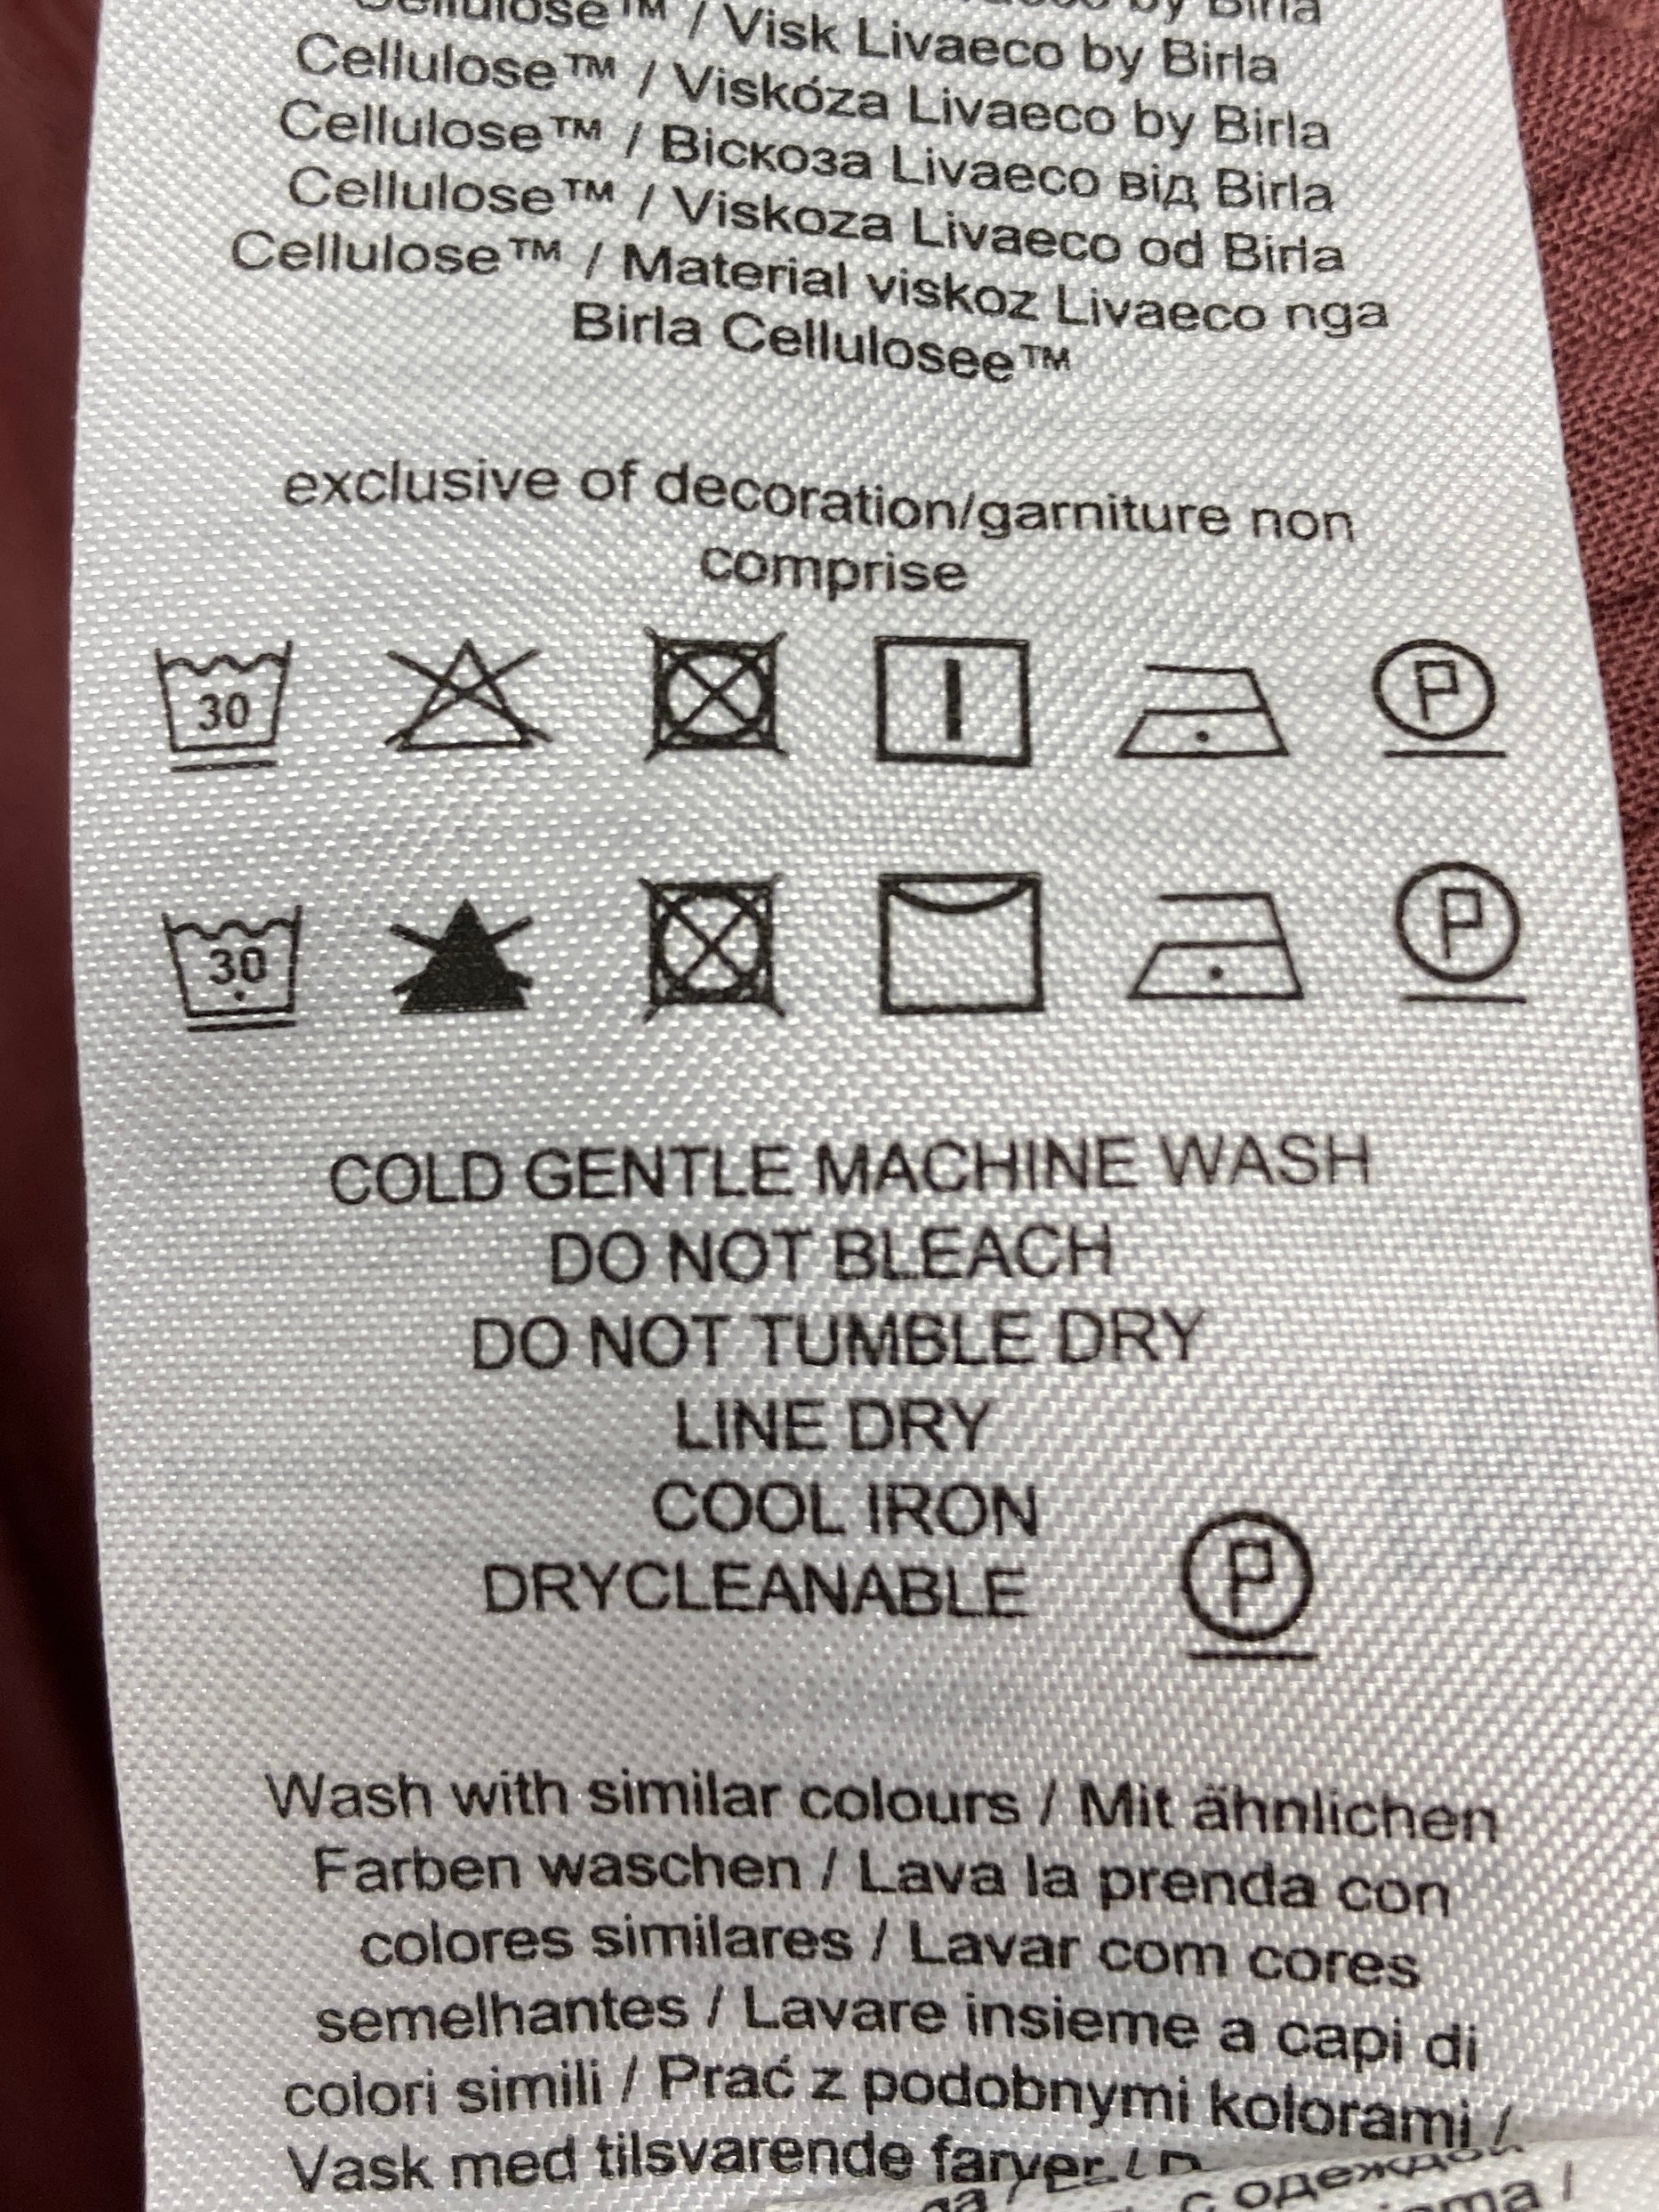 Cellulose™ / Visk Livaeco by Birla
Cellulose™ / Viskóza Livaeco by Birla
Cellulose™ / Віскоза Livaeco від Birla
Cellulose™ / Viskoza Livaeco od Birla
Cellulose™ / Material viskoz Livaeco nga
Birla Cellulosee™
exclusive of decoration/garniture non
comprise
30 P
30 P
COLD GENTLE MACHINE WASH
DO NOT BLEACH
DO NOT TUMBLE DRY
LINE DRY
COOL IRON
DRYCLEANABLE P
Wash with similar colours / Mit ähnlichen
Farben waschen / Lava la prenda con
colores similares / Lavar com cores
semelhantes / Lavare insieme a capi di
colori simili / Prać z podobnymi kolorami /
Vask med tilsvarende farver /
с одеждой